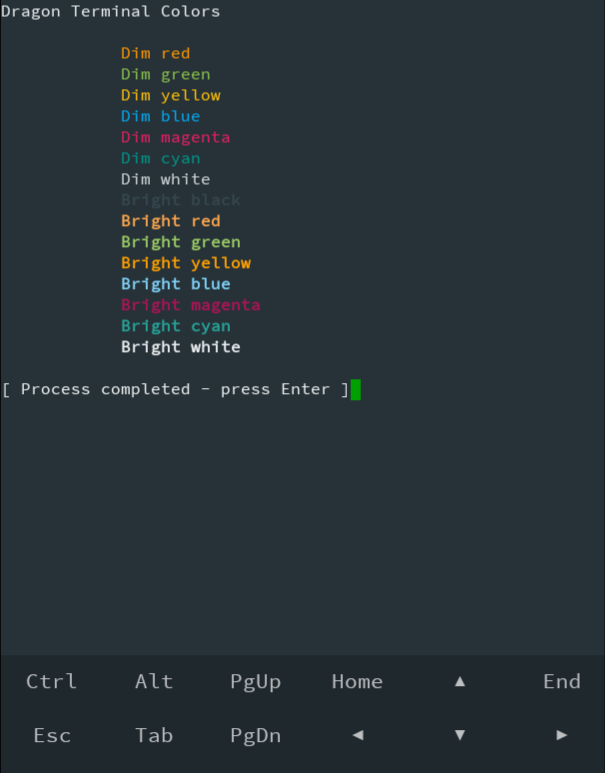 Dragon Terminal Colors
Dim red
Dim green
Dim yellow
Dim blue
Dim magenta
Dim cyan
Dim white
Bright black
Bright red
Bright green
Bright yellow
Bright blue
Bright magenta
Bright cyan
Bright white
[ Process completed - press Enter ]
Ctrl Alt PgUp Home ▲ End
Esc Tab PgDn ◄ ▼ ►